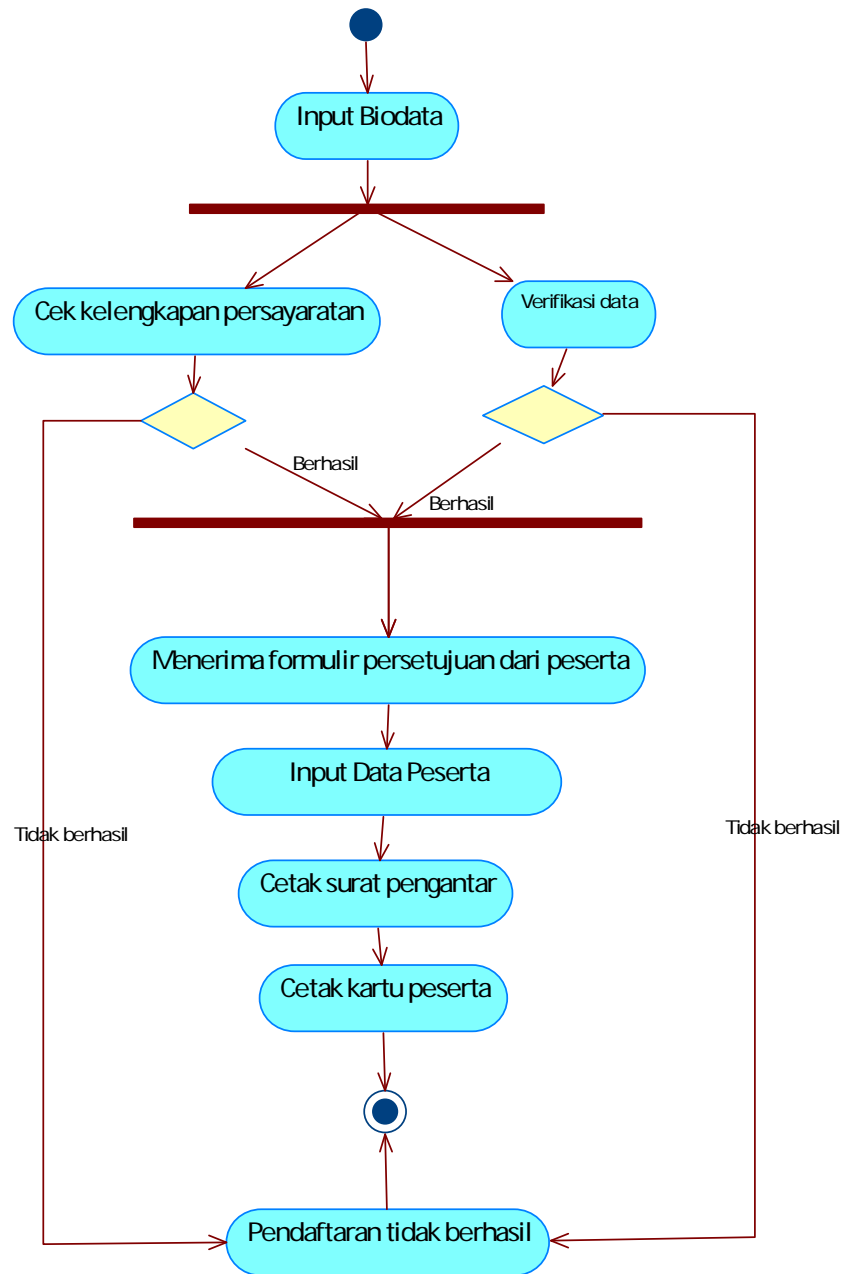 Input Biodata
Cek kelengkapan persayaratan
Verifikasi data
Berhasil
Berhasil
Menerima formulir persetujuan dari peserta
Input Data Peserta
Tidak berhasil
Tidak berhasil
Cetak surat pengantar
Cetak kartu peserta
Pendaftaran tidak berhasil